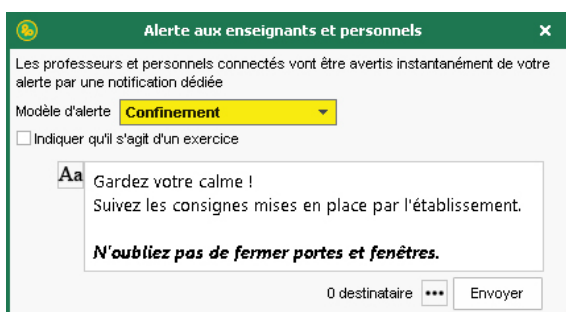 Alerte aux enseignants et personnels
Les professeurs et personnels connectés vont être avertis instantanément de votre
alerte par une notification dédiée
Modèle d'alerte Confinement
Indiquer qu'il s'agit d'un exercice
Aa
Gardez votre calme !
Suivez les consignes mises en place par l'établissement.
N'oubliez pas de fermer portes et fenêtres.
0 destinataire ••• Envoyer